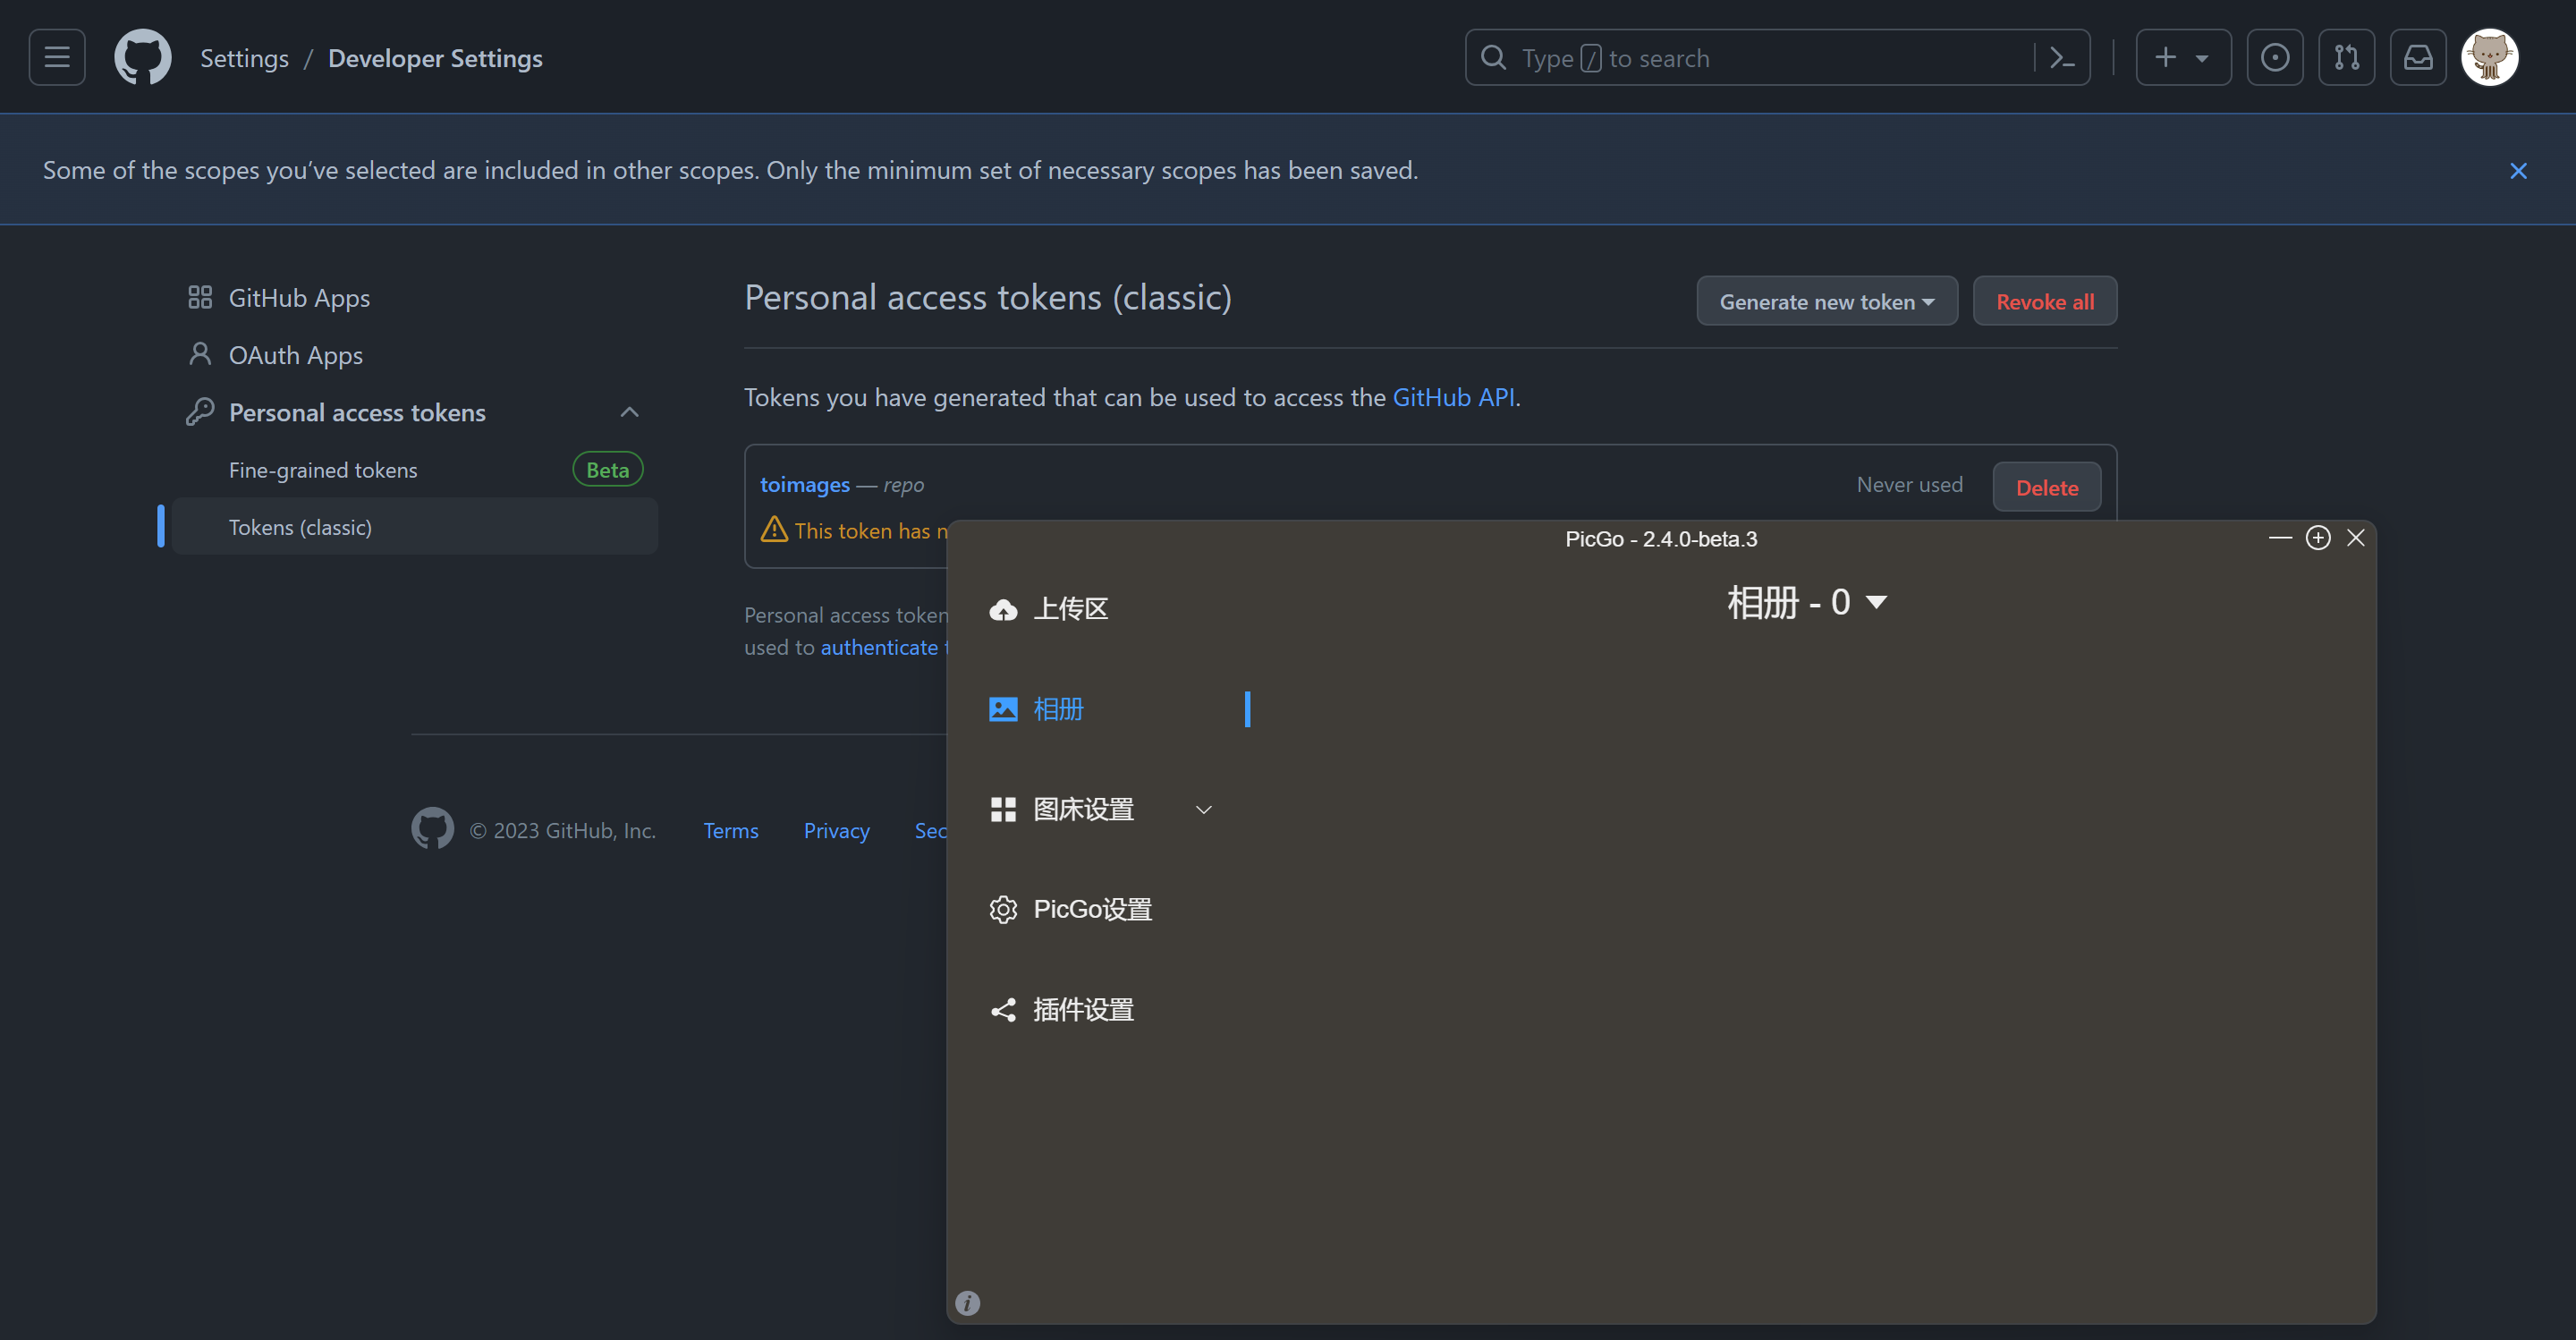 Settings / Developer Settings
Type / to search
Some of the scopes you’ve selected are included in other scopes. Only the minimum set of necessary scopes has been saved.
GitHub Apps
OAuth Apps
Personal access tokens
Fine-grained tokens Beta
Tokens (classic)
Personal access tokens (classic)
Generate new token
Revoke all
Tokens you have generated that can be used to access the GitHub API.
toimages — repo
Never used
Delete
This token has n
Personal access token
used to authenticate
© 2023 GitHub, Inc. Terms Privacy Sec
PicGo - 2.4.0-beta.3
上传区
相册
图床设置
PicGo设置
插件设置
相册 - 0